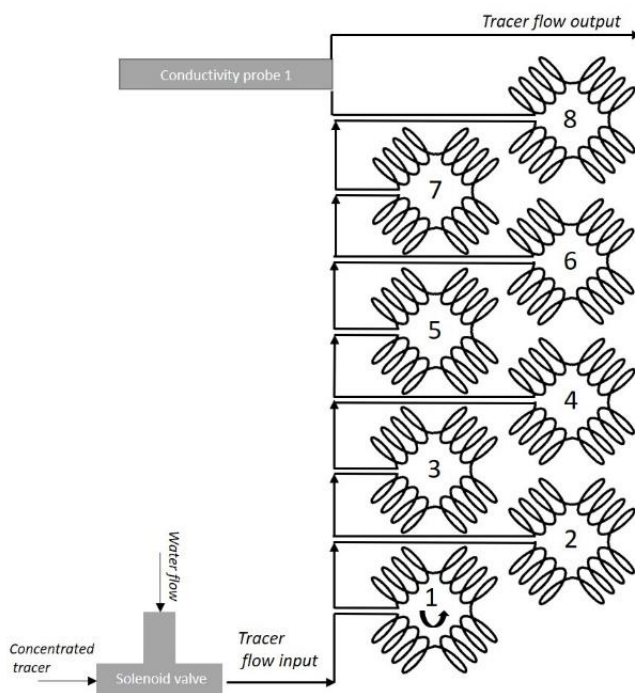 Tracer flow output
Conductivity probe 1
8
7
6
5
4
3
2
1
Water flow
Concentrated
tracer
Tracer
flow input
Solenoid valve